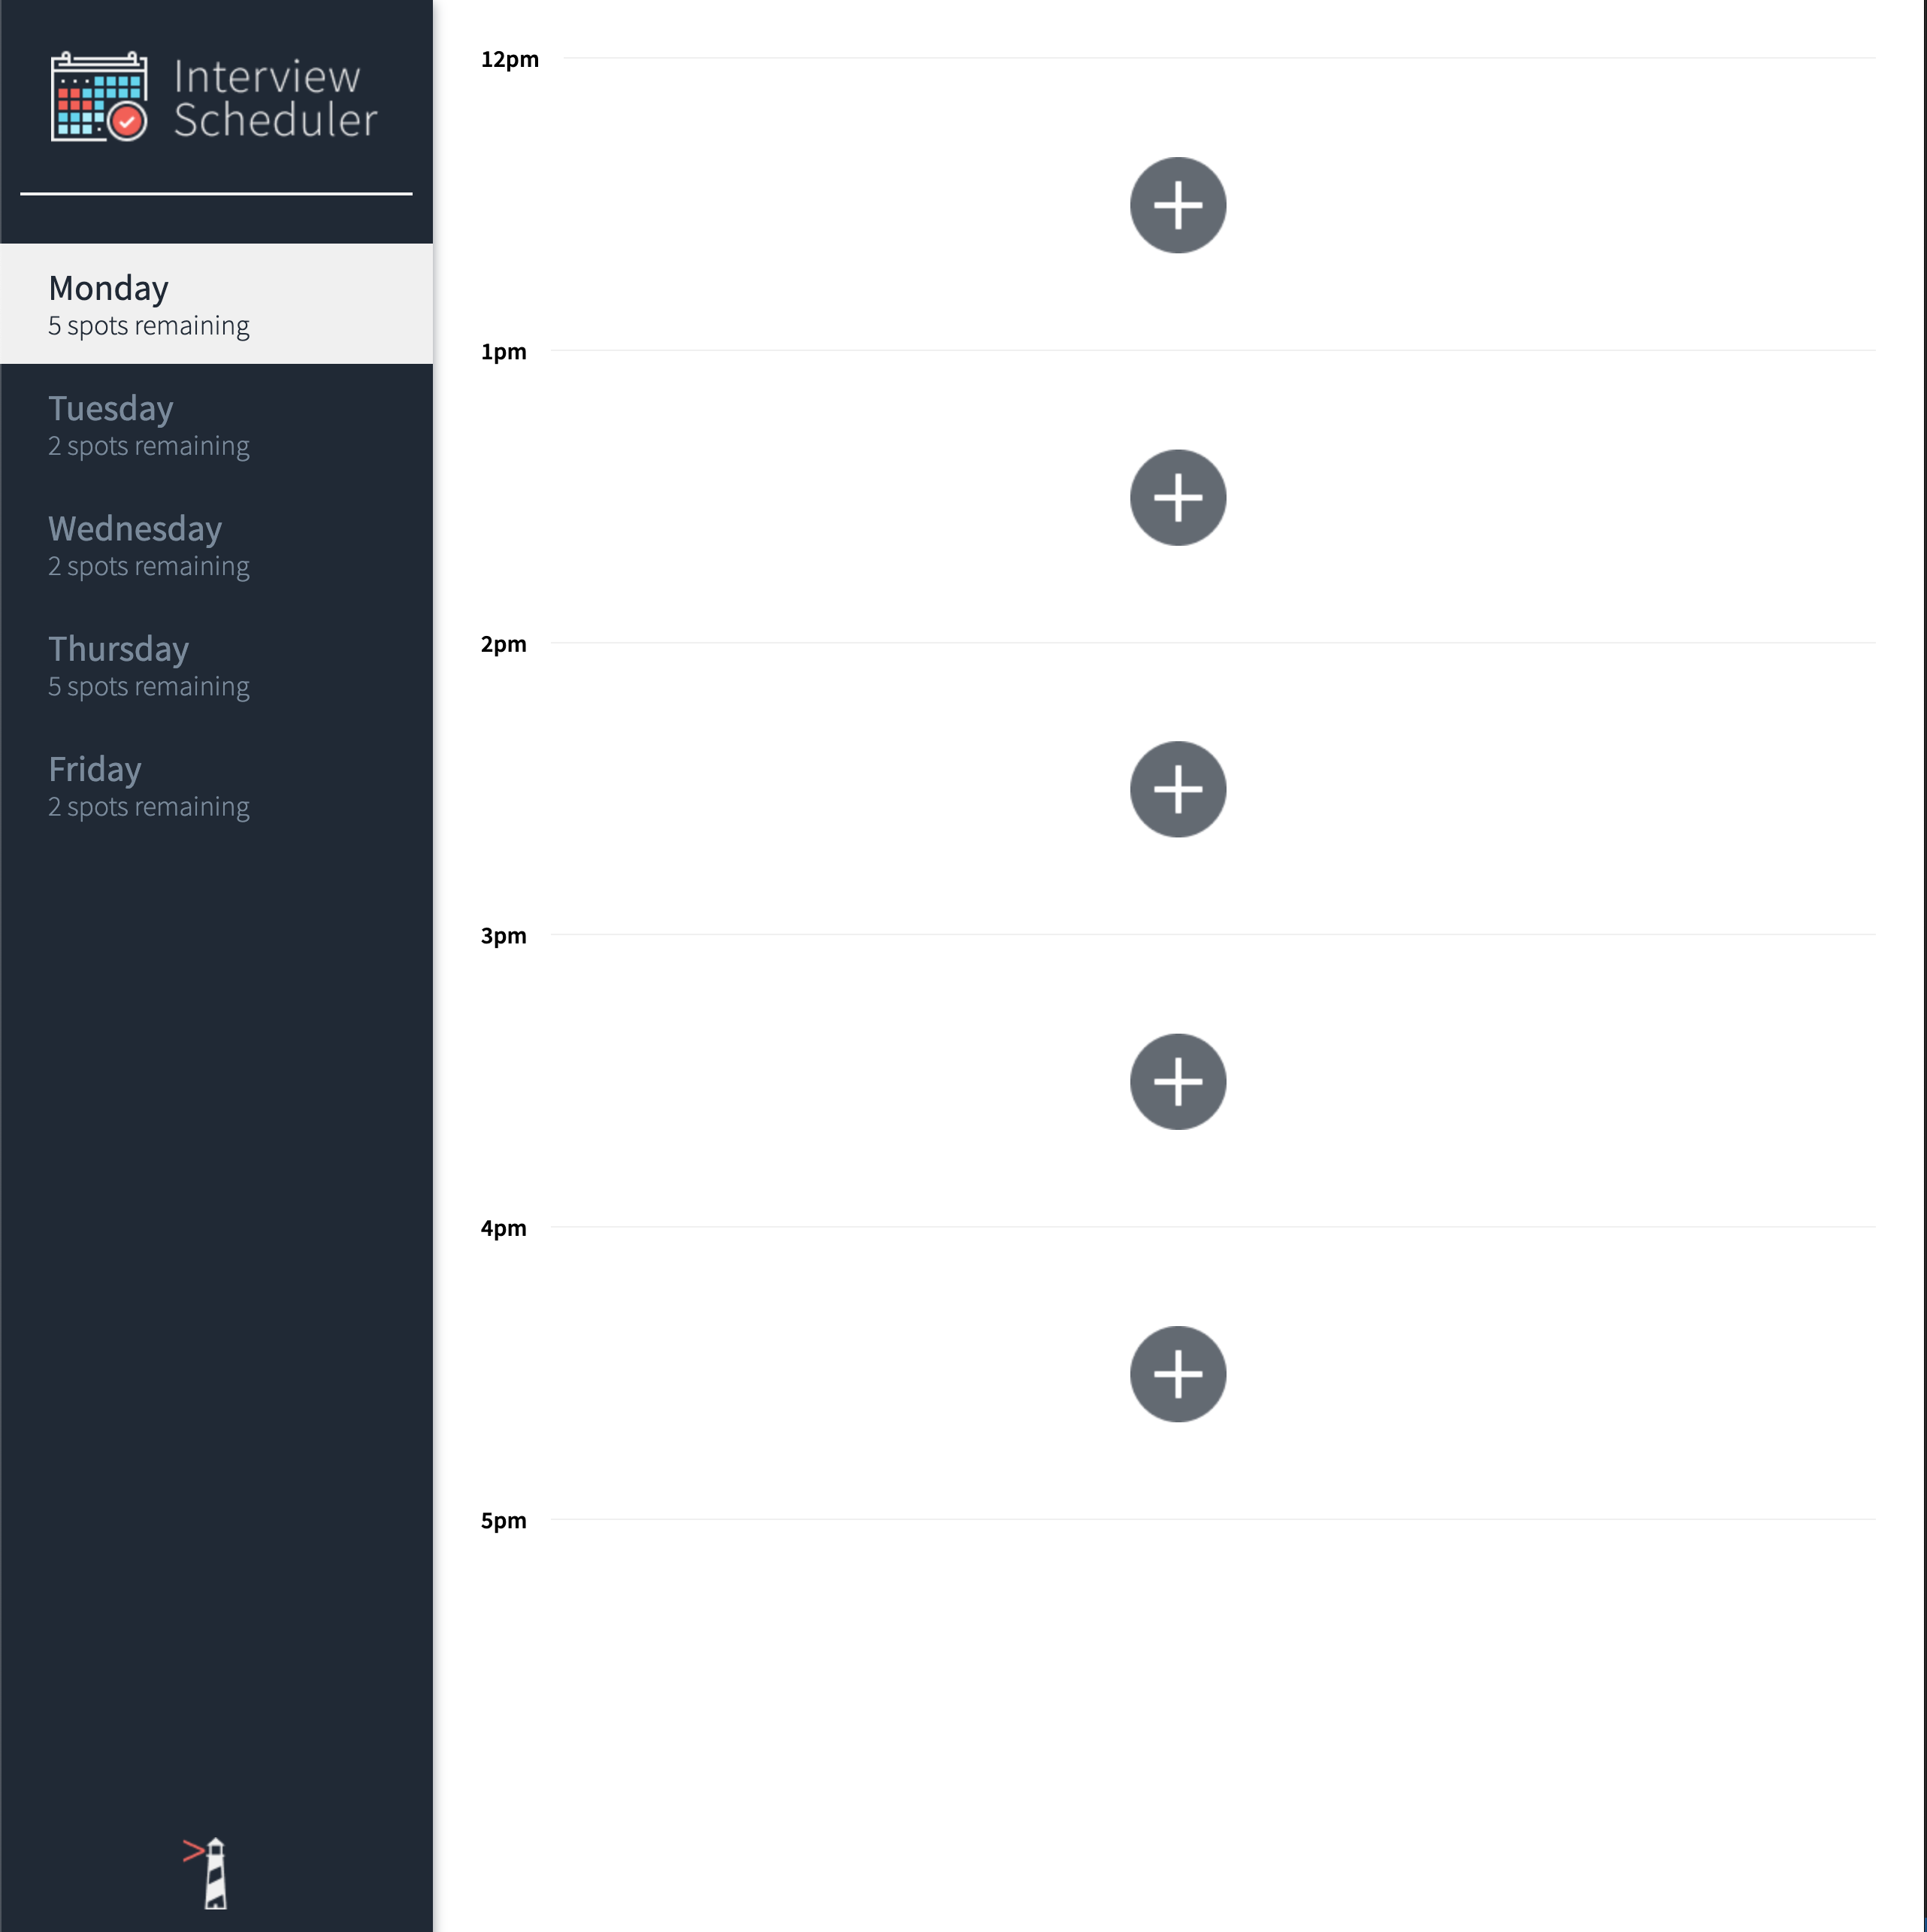 Interview
Scheduler
Monday
5 spots remaining
Tuesday
2 spots remaining
Wednesday
2 spots remaining
Thursday
5 spots remaining
Friday
2 spots remaining
12pm
1pm
2pm
3pm
4pm
5pm